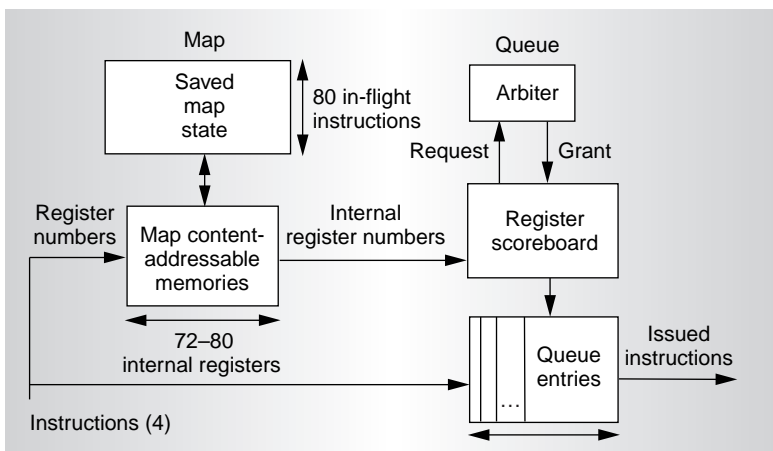 Map
Saved
map
state
80 in-flight
instructions
Register
numbers
Map content-
addressable
memories
Internal
register numbers
72–80
internal registers
Instructions (4)
Queue
Arbiter
Request
Grant
Register
scoreboard
Queue
entries
…
Issued
instructions